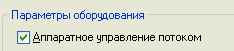 Параметры оборудования
Аппаратное управление потоком